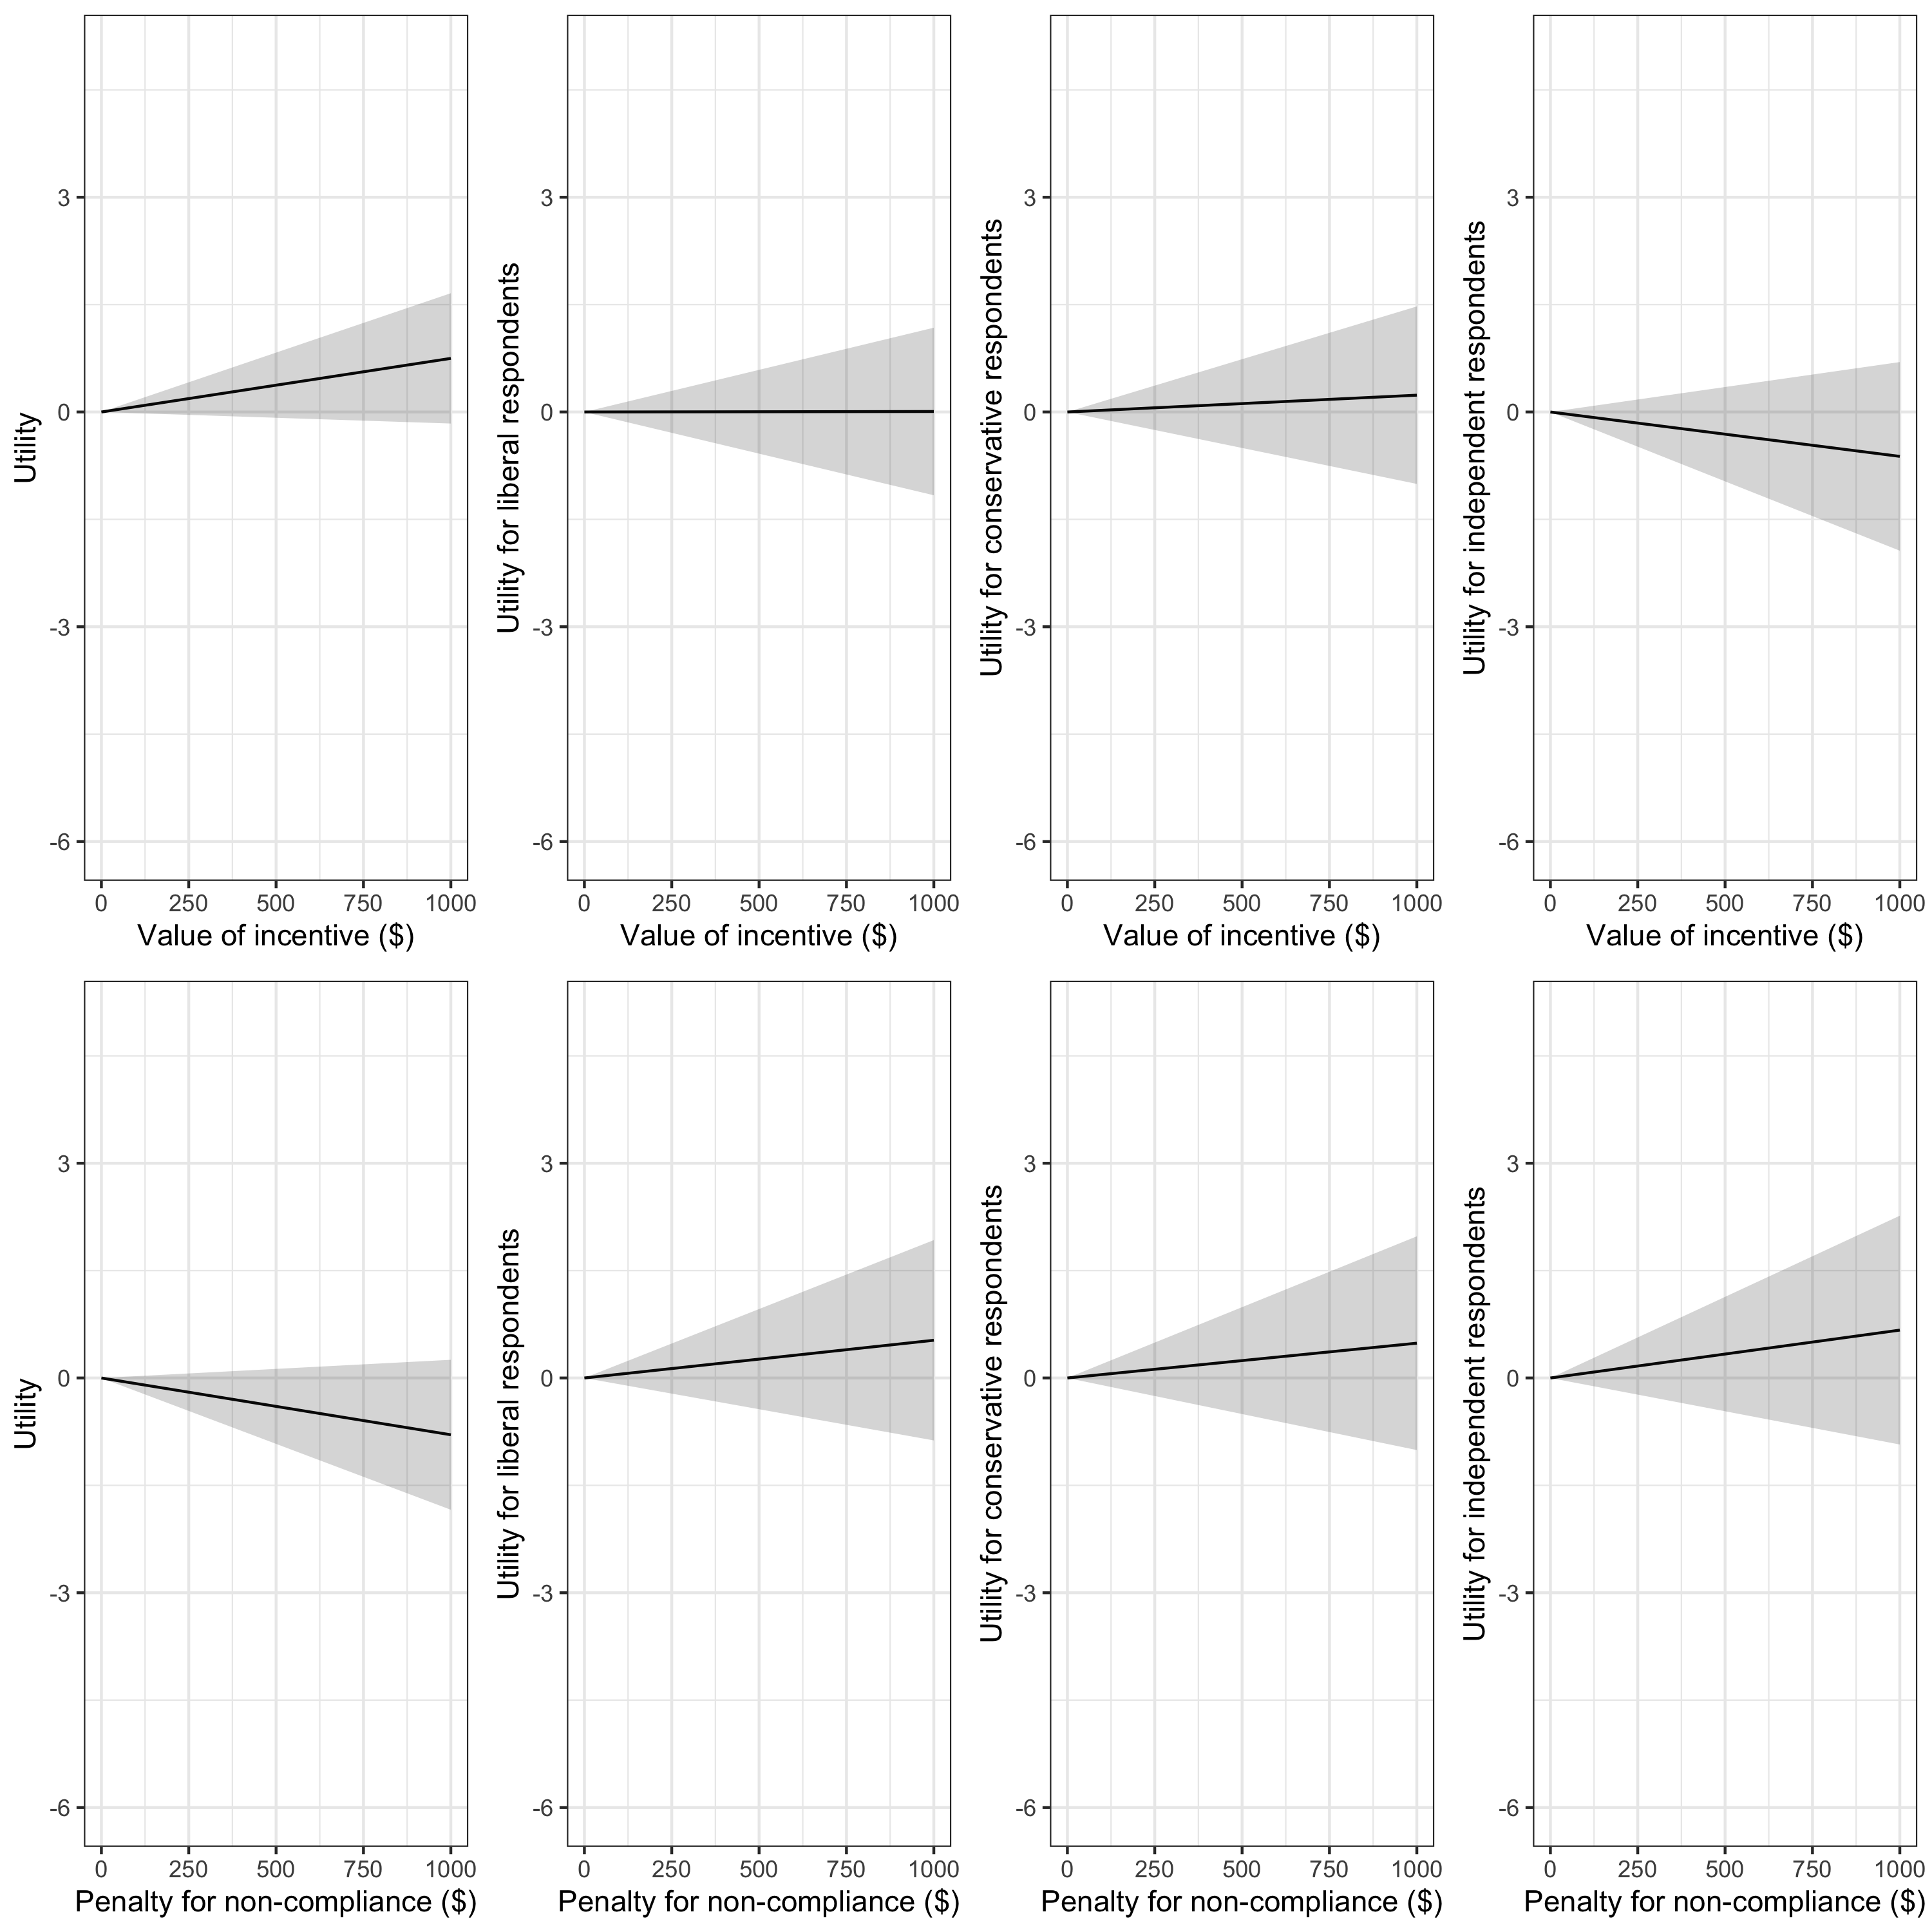 Utility
3
0
-3
-6
0 250 500 750 1000
Value of incentive ($)
Utility for liberal respondents
3
0
-3
-6
0 250 500 750 1000
Value of incentive ($)
Utility for conservative respondents
3
0
-3
-6
0 250 500 750 1000
Value of incentive ($)
Utility for independent respondents
3
0
-3
-6
0 250 500 750 1000
Value of incentive ($)
Utility
3
0
-3
-6
0 250 500 750 1000
Penalty for non-compliance ($)
Utility for liberal respondents
3
0
-3
-6
0 250 500 750 1000
Penalty for non-compliance ($)
Utility for conservative respondents
3
0
-3
-6
0 250 500 750 1000
Penalty for non-compliance ($)
Utility for independent respondents
3
0
-3
-6
0 250 500 750 1000
Penalty for non-compliance ($)